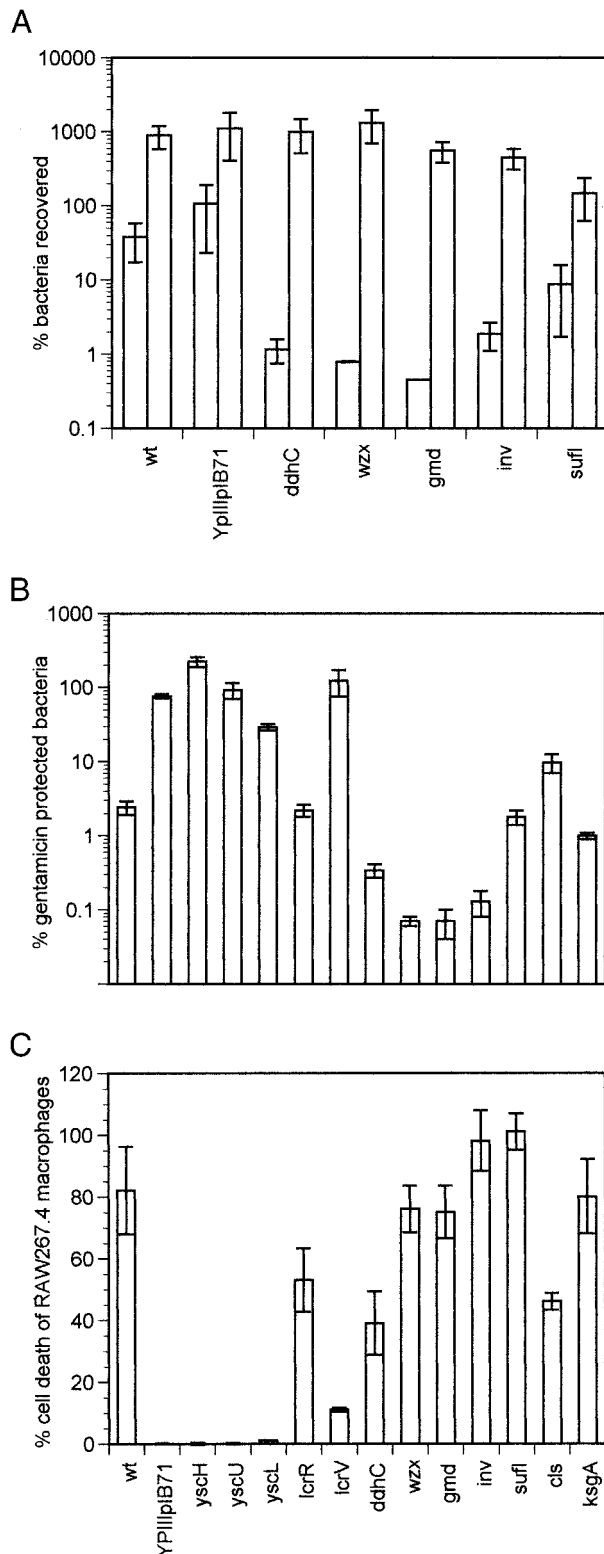 A
10000
1000
100
10
1
0.1
% bacteria recovered
wt
YpIIIpIB71
ddhC
wzx
gmd
inv
sufI
B
1000
100
10
1
0.1
% gentamicin protected bacteria
C
120
100
80
60
40
20
0
% cell death of RAW267.4 macrophages
wt
YPIIIpIB71
yscH
yscU
yscL
lcrR
lcrV
ddhC
wzx
gmd
inv
sufI
cls
ksgA